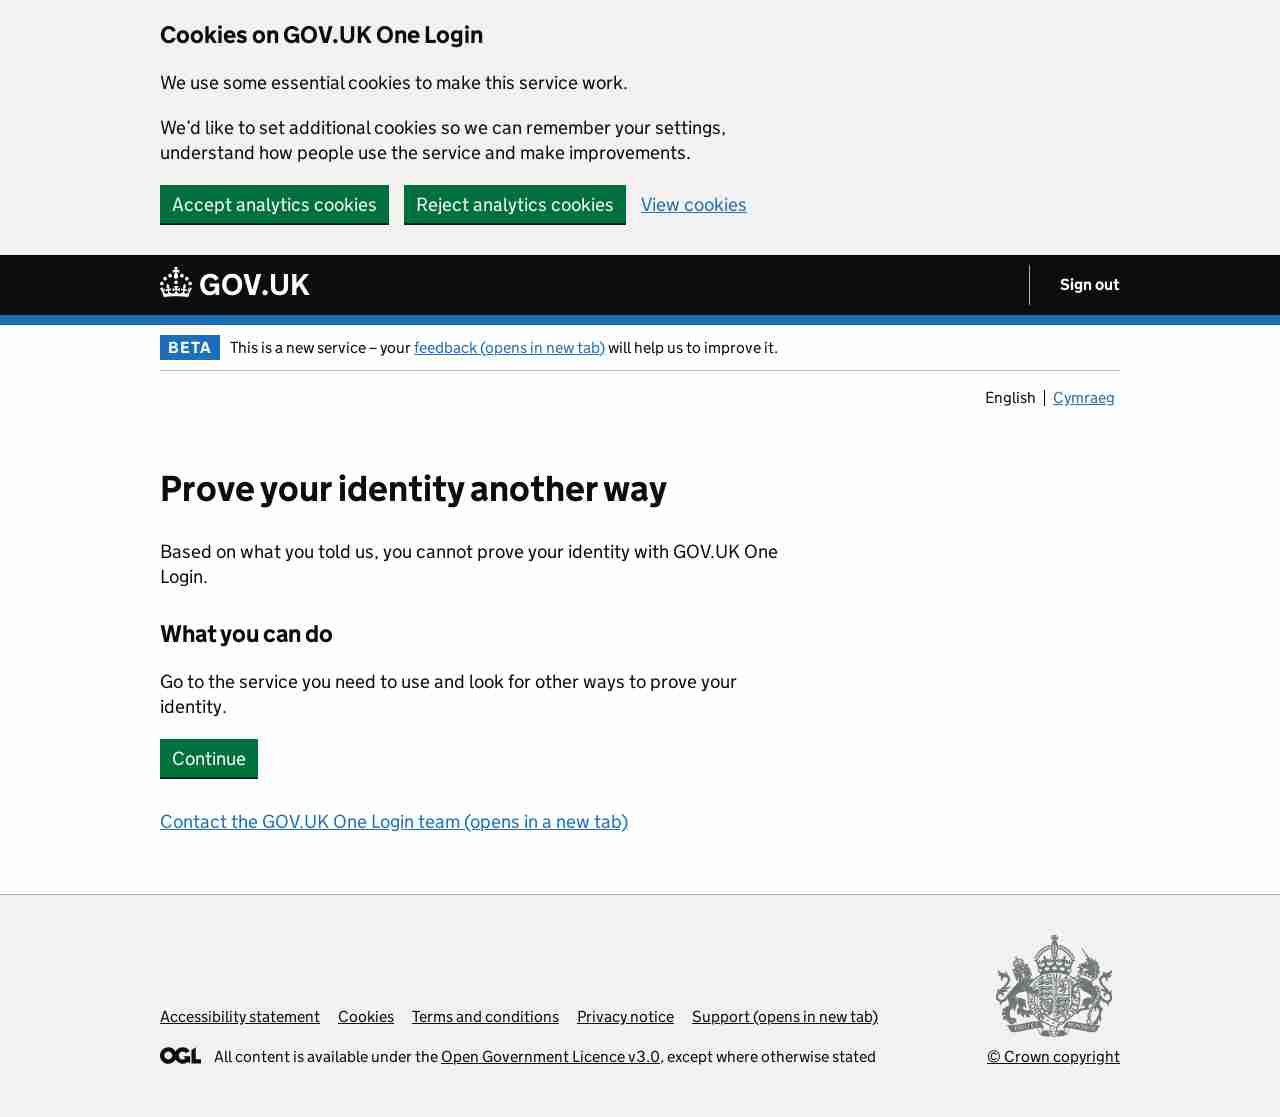 Cookies on GOV.UK One Login
We use some essential cookies to make this service work.
We’d like to set additional cookies so we can remember your settings,
understand how people use the service and make improvements.
Accept analytics cookies
Reject analytics cookies
View cookies
GOV.UK
Sign out
BETA
This is a new service – your feedback (opens in new tab) will help us to improve it.
English
Cymraeg
Prove your identity another way
Based on what you told us, you cannot prove your identity with GOV.UK One
Login.
What you can do
Go to the service you need to use and look for other ways to prove your
identity.
Continue
Contact the GOV.UK One Login team (opens in a new tab)
Accessibility statement
Cookies
Terms and conditions
Privacy notice
Support (opens in new tab)
OGL
All content is available under the Open Government Licence v3.0, except where otherwise stated
© Crown copyright